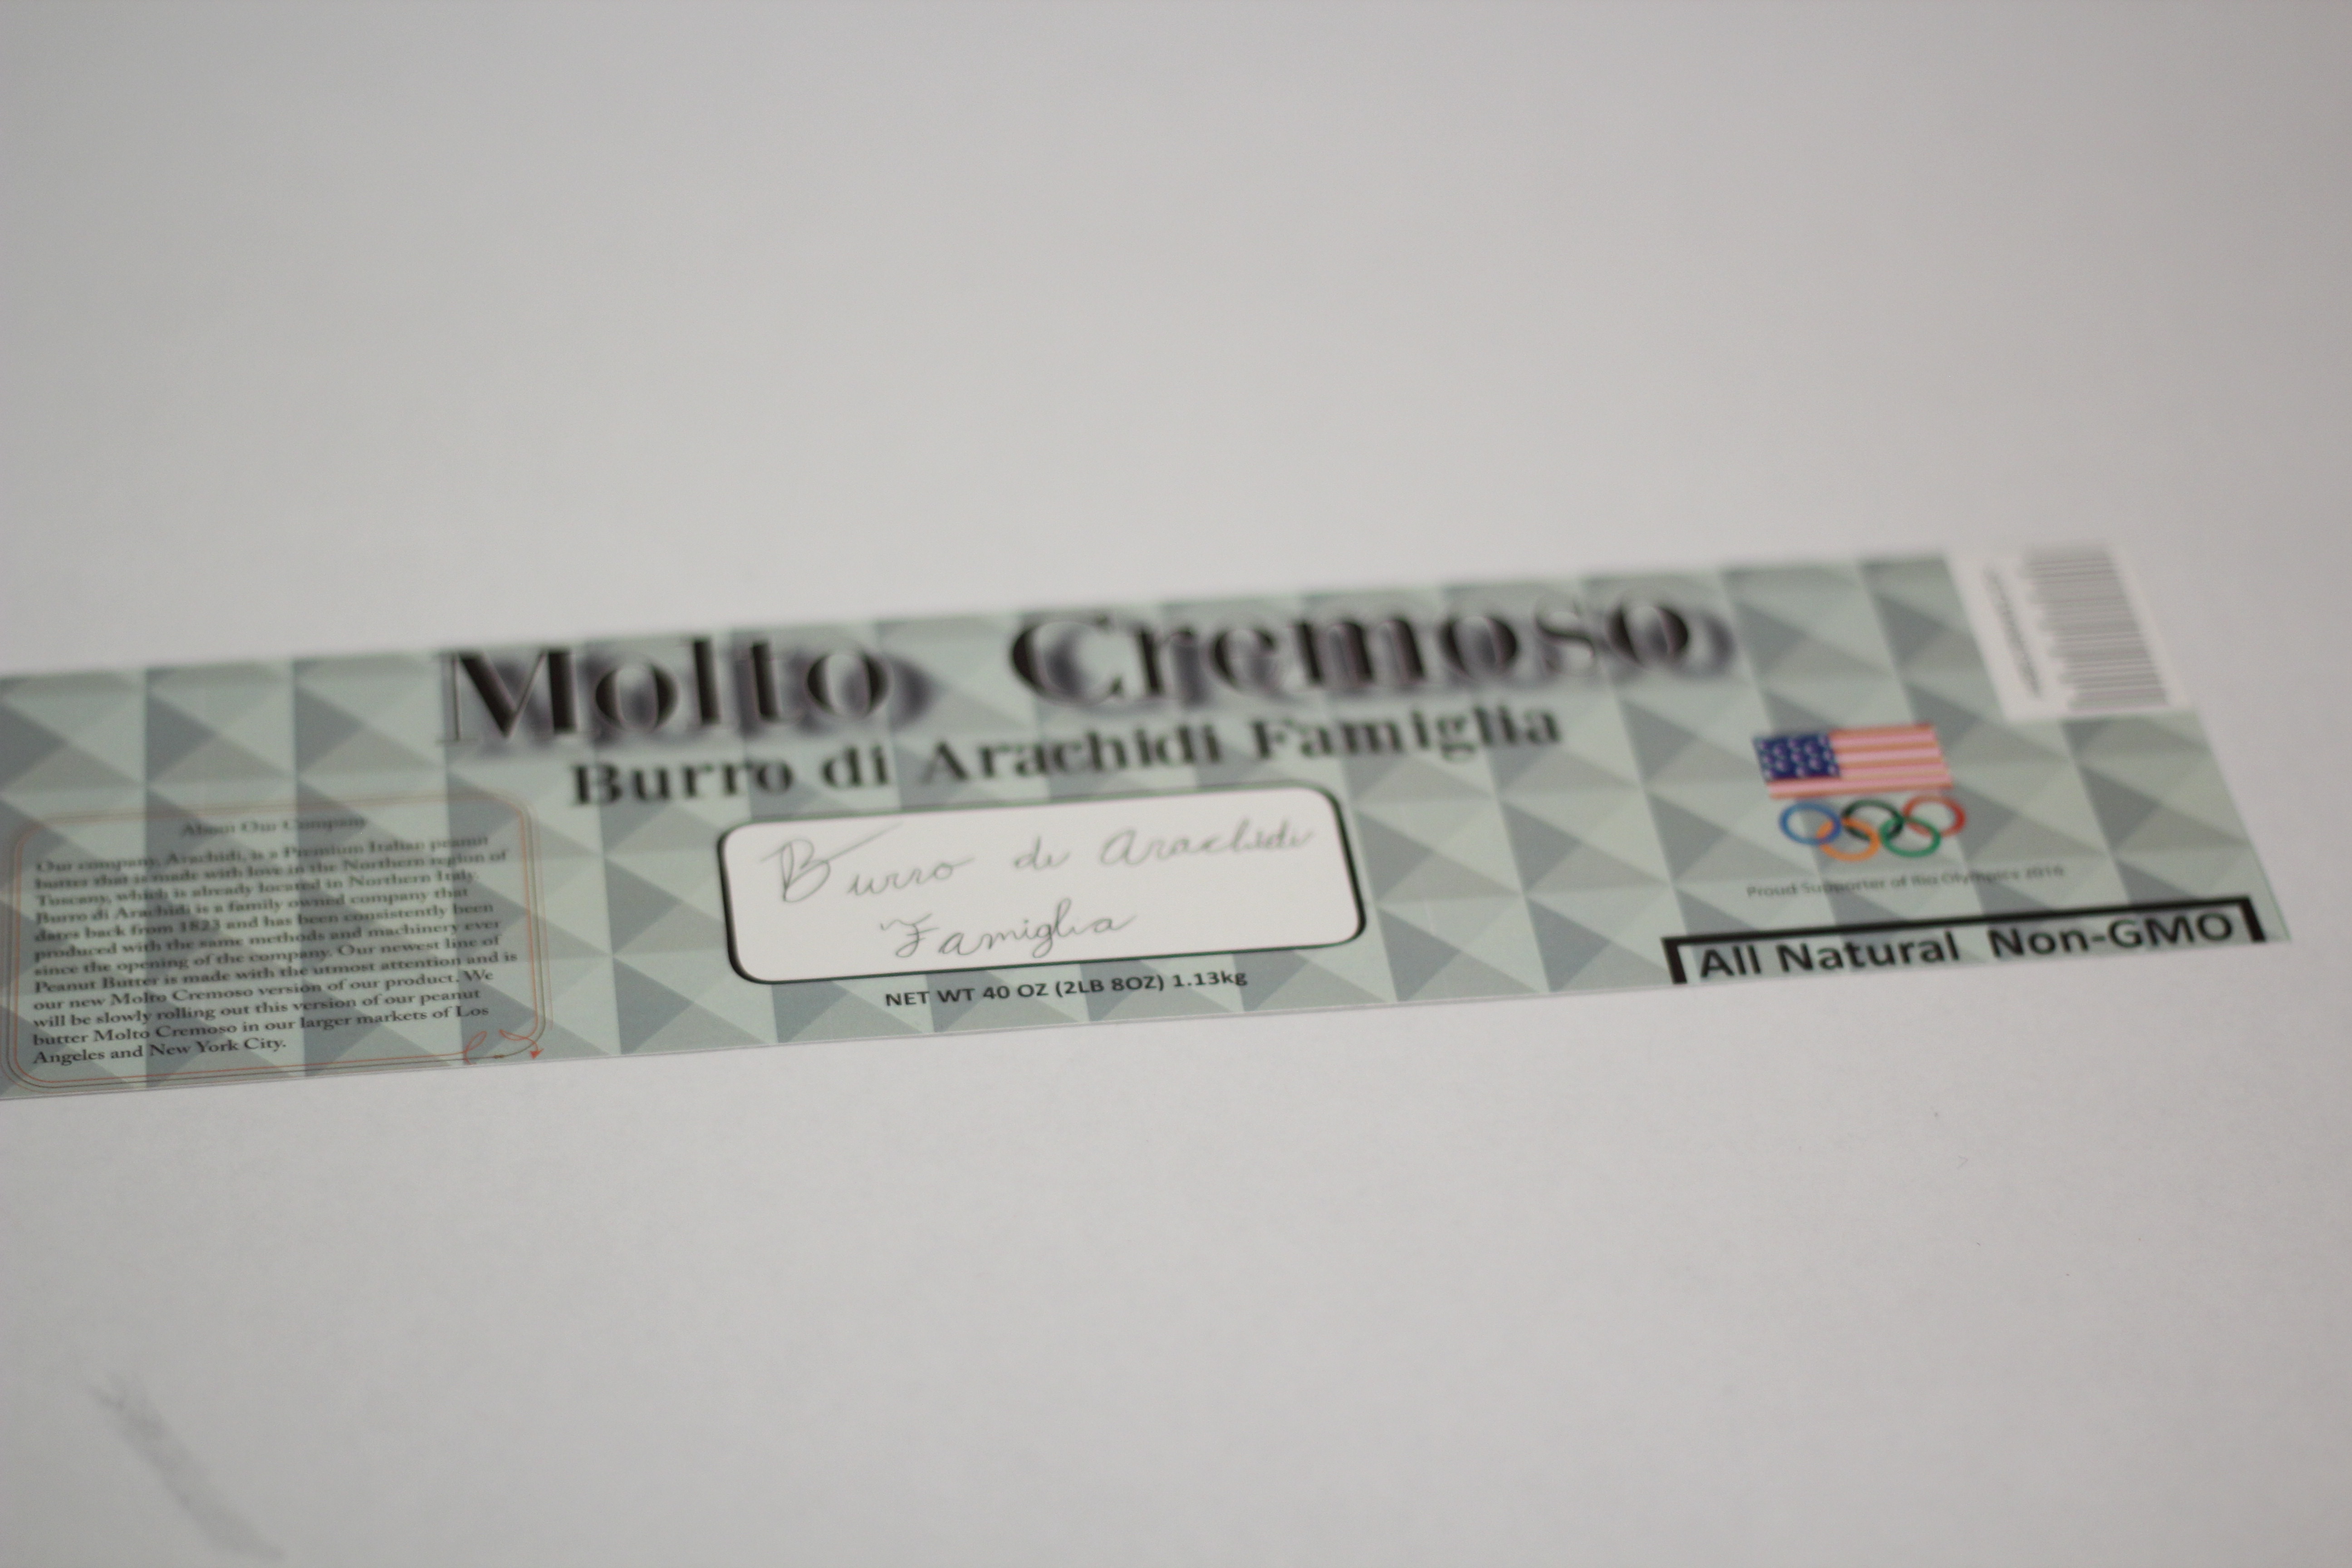 Molto Cremoso
Burro di Arachidi Famiglia
Burro di Arachidi
Famiglia
NET WT 40 OZ (2LB 8OZ) 1.13kg
About Our Company
Our company, Arachidi, is a Premium Italian peanut
butter that is made with love in the Northern region of
Tuscany, which is already located in Northern Italy.
Burro di Arachidi is a family owned company that
dates back from 1823 and has been consistently been
produced with the same methods and machinery ever
since the opening of the company. Our newest line of
Peanut Butter is made with the utmost attention and is
our new Molto Cremoso version of our product. We
will be slowly rolling out this version of our peanut
butter Molto Cremoso in our larger markets of Los
Angeles and New York City.
Proud Supporter of Rio Olympics 2016
All Natural Non-GMO